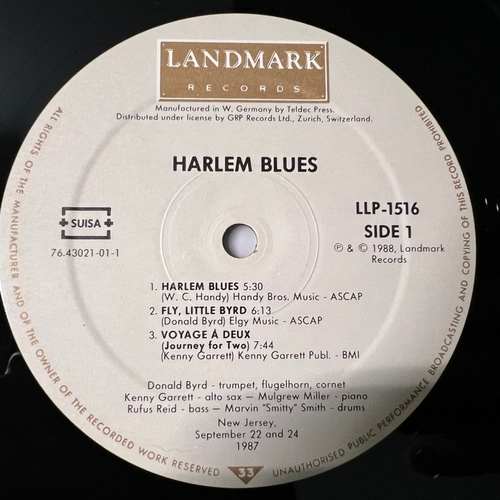 LANDMARK
RECORDS
Manufactured in W. Germany by Teldec Press.
Distributed under license by GRP Records Ltd., Zurich, Switzerland.
HARLEM BLUES
LLP-1516
SIDE 1
SUISA
76.43021-01-1
℗ & © 1988, Landmark
Records
1. HARLEM BLUES 5:30
(W. C. Handy) Handy Bros. Music - ASCAP
2. FLY, LITTLE BYRD 6:13
(Donald Byrd) Elgy Music - ASCAP
3. VOYAGE À DEUX
(Journey for Two) 7:44
(Kenny Garrett) Kenny Garrett Publ. - BMI
Donald Byrd - trumpet, flugelhorn, cornet
Kenny Garrett - alto sax - Mulgrew Miller - piano
Rufus Reid - bass - Marvin "Smitty" Smith - drums
New Jersey,
September 22 and 24
1987
ALL RIGHTS OF THE MANUFACTURER AND OF THE OWNER OF THE RECORDED WORK RESERVED
33
UNAUTHORISED PUBLIC PERFORMANCE BROADCASTING AND COPYING OF THIS RECORD PROHIBITED